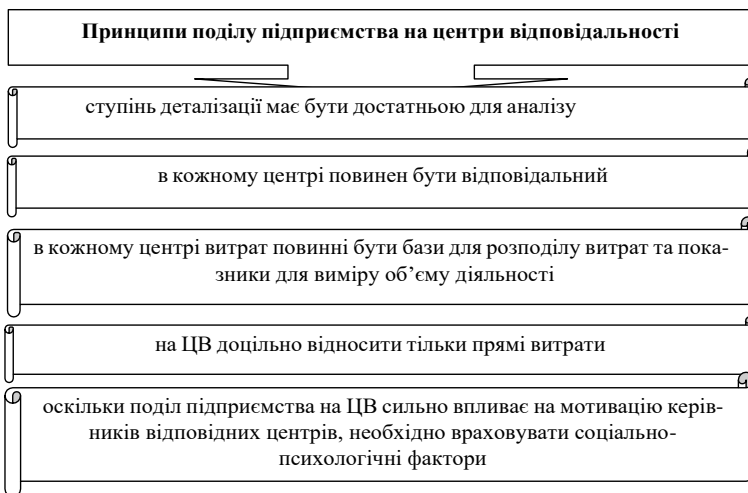 Принципи поділу підприємства на центри відповідальності
ступінь деталізації має бути достатньою для аналізу
в кожному центрі повинен бути відповідальний
в кожному центрі витрат повинні бути бази для розподілу витрат та пока-
зники для виміру об’єму діяльності
на ЦВ доцільно відносити тільки прямі витрати
оскільки поділ підприємства на ЦВ сильно впливає на мотивацію керів-
ників відповідних центрів, необхідно враховувати соціально-
психологічні фактори